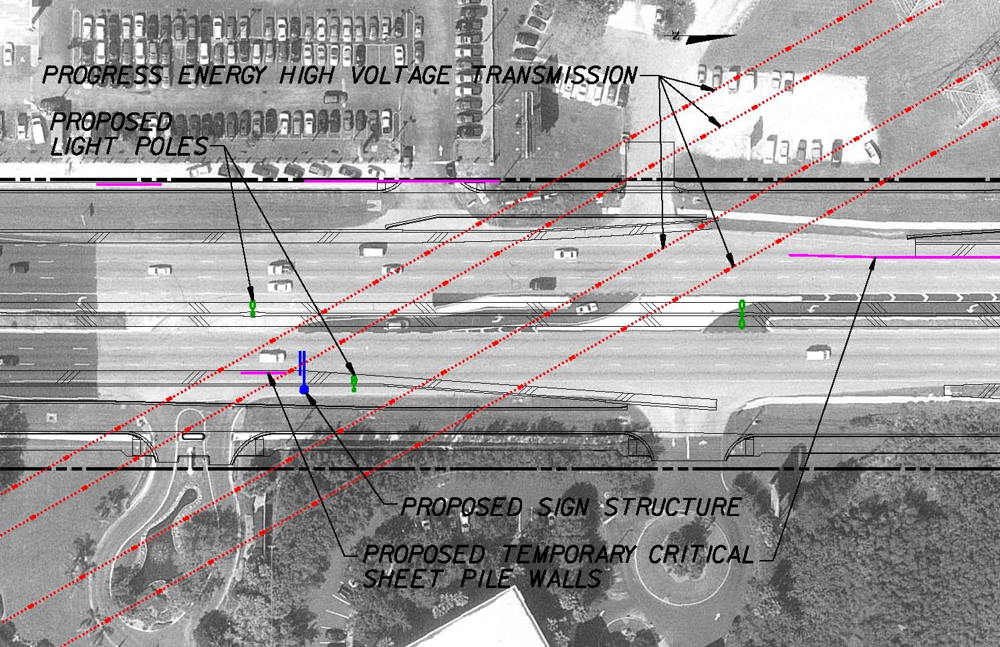 N
PROGRESS ENERGY HIGH VOLTAGE TRANSMISSION
PROPOSED
LIGHT POLES
PROPOSED SIGN STRUCTURE
PROPOSED TEMPORARY CRITICAL
SHEET PILE WALLS